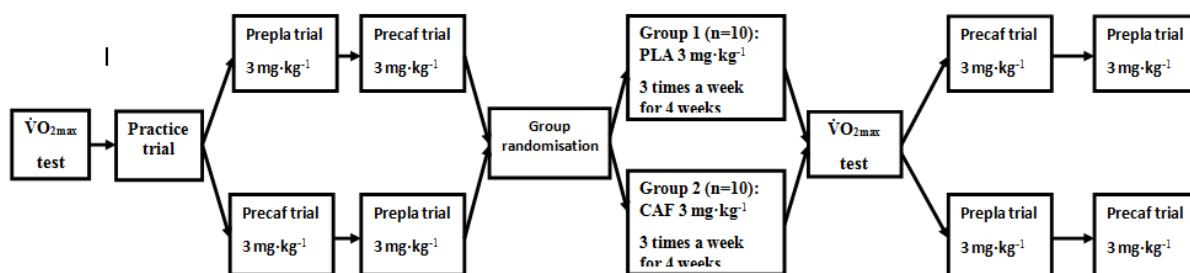 V̇O₂max
test
Practice
trial
Prepla trial
3 mg·kg⁻¹
Precaf trial
3 mg·kg⁻¹
Precaf trial
3 mg·kg⁻¹
Prepla trial
3 mg·kg⁻¹
Group
randomisation
Group 1 (n=10):
PLA 3 mg·kg⁻¹
3 times a week
for 4 weeks
Group 2 (n=10):
CAF 3 mg·kg⁻¹
3 times a week
for 4 weeks
V̇O₂max
test
Precaf trial
3 mg·kg⁻¹
Prepla trial
3 mg·kg⁻¹
Prepla trial
3 mg·kg⁻¹
Precaf trial
3 mg·kg⁻¹